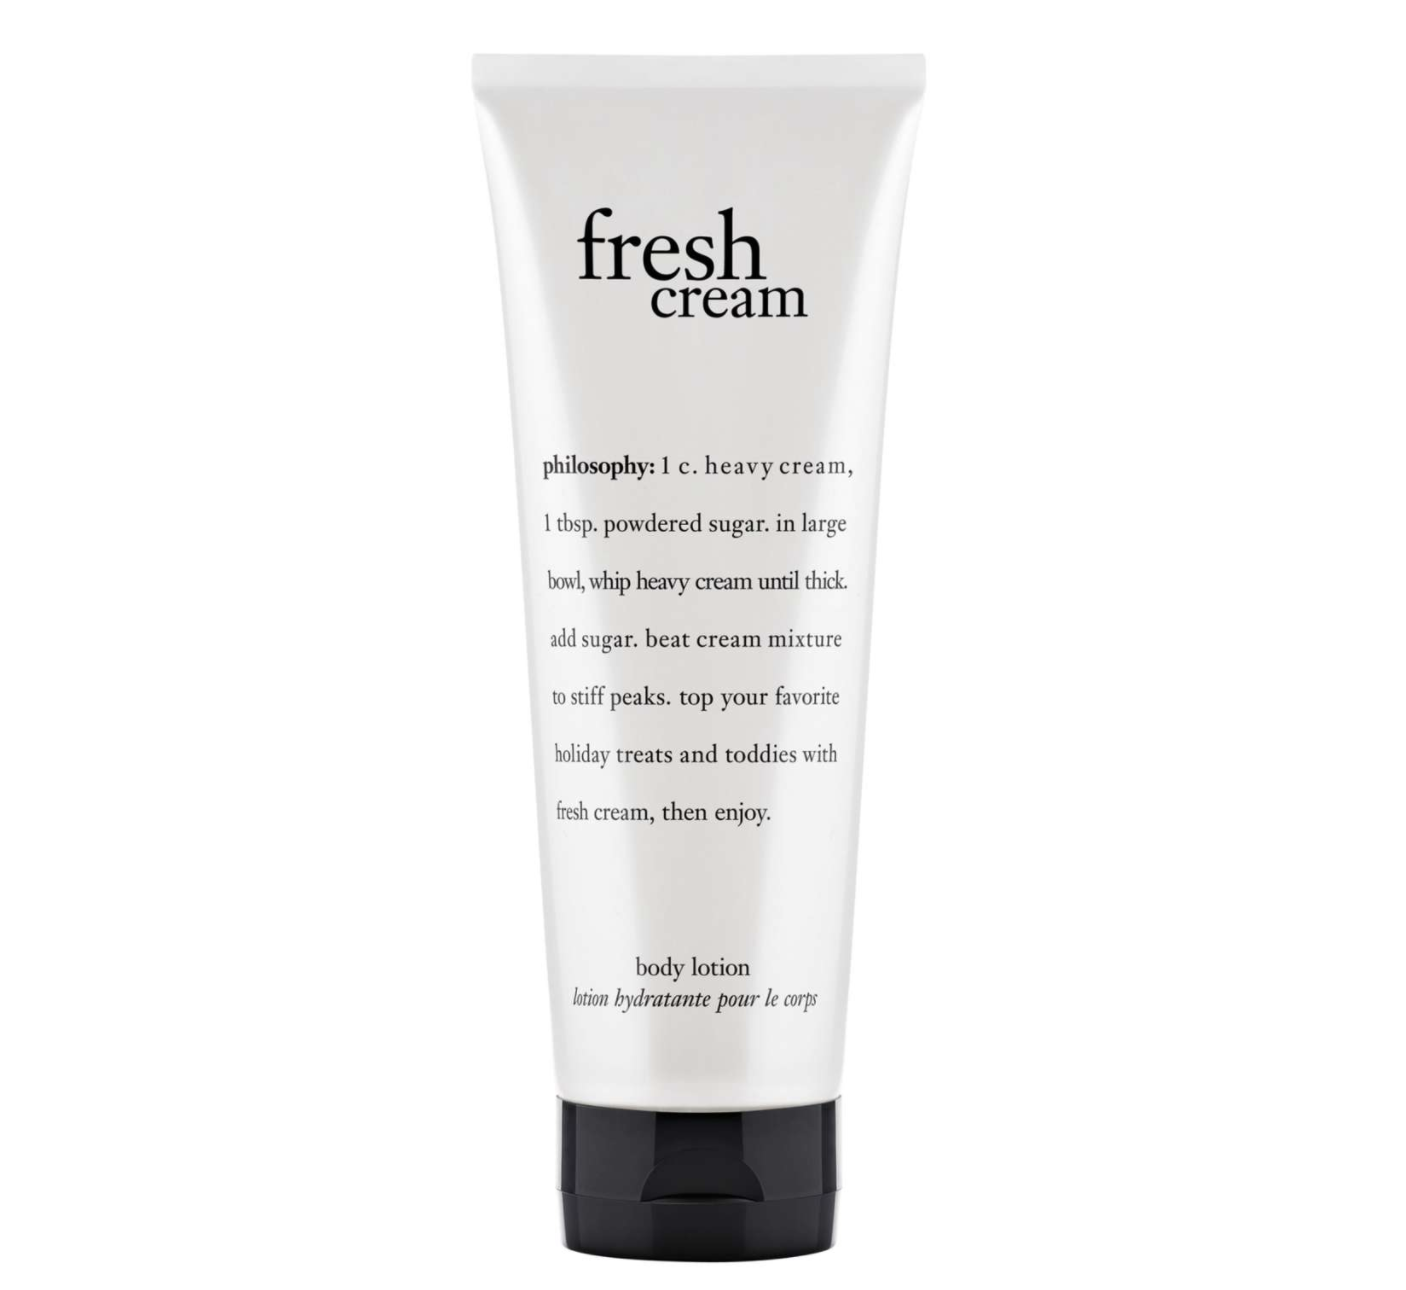 fresh
cream
philosophy: 1 c. heavy cream,
1 tbsp. powdered sugar. in large
bowl, whip heavy cream until thick.
add sugar. beat cream mixture
to stiff peaks. top your favorite
holiday treats and toddies with
fresh cream, then enjoy.
body lotion
lotion hydratante pour le corps